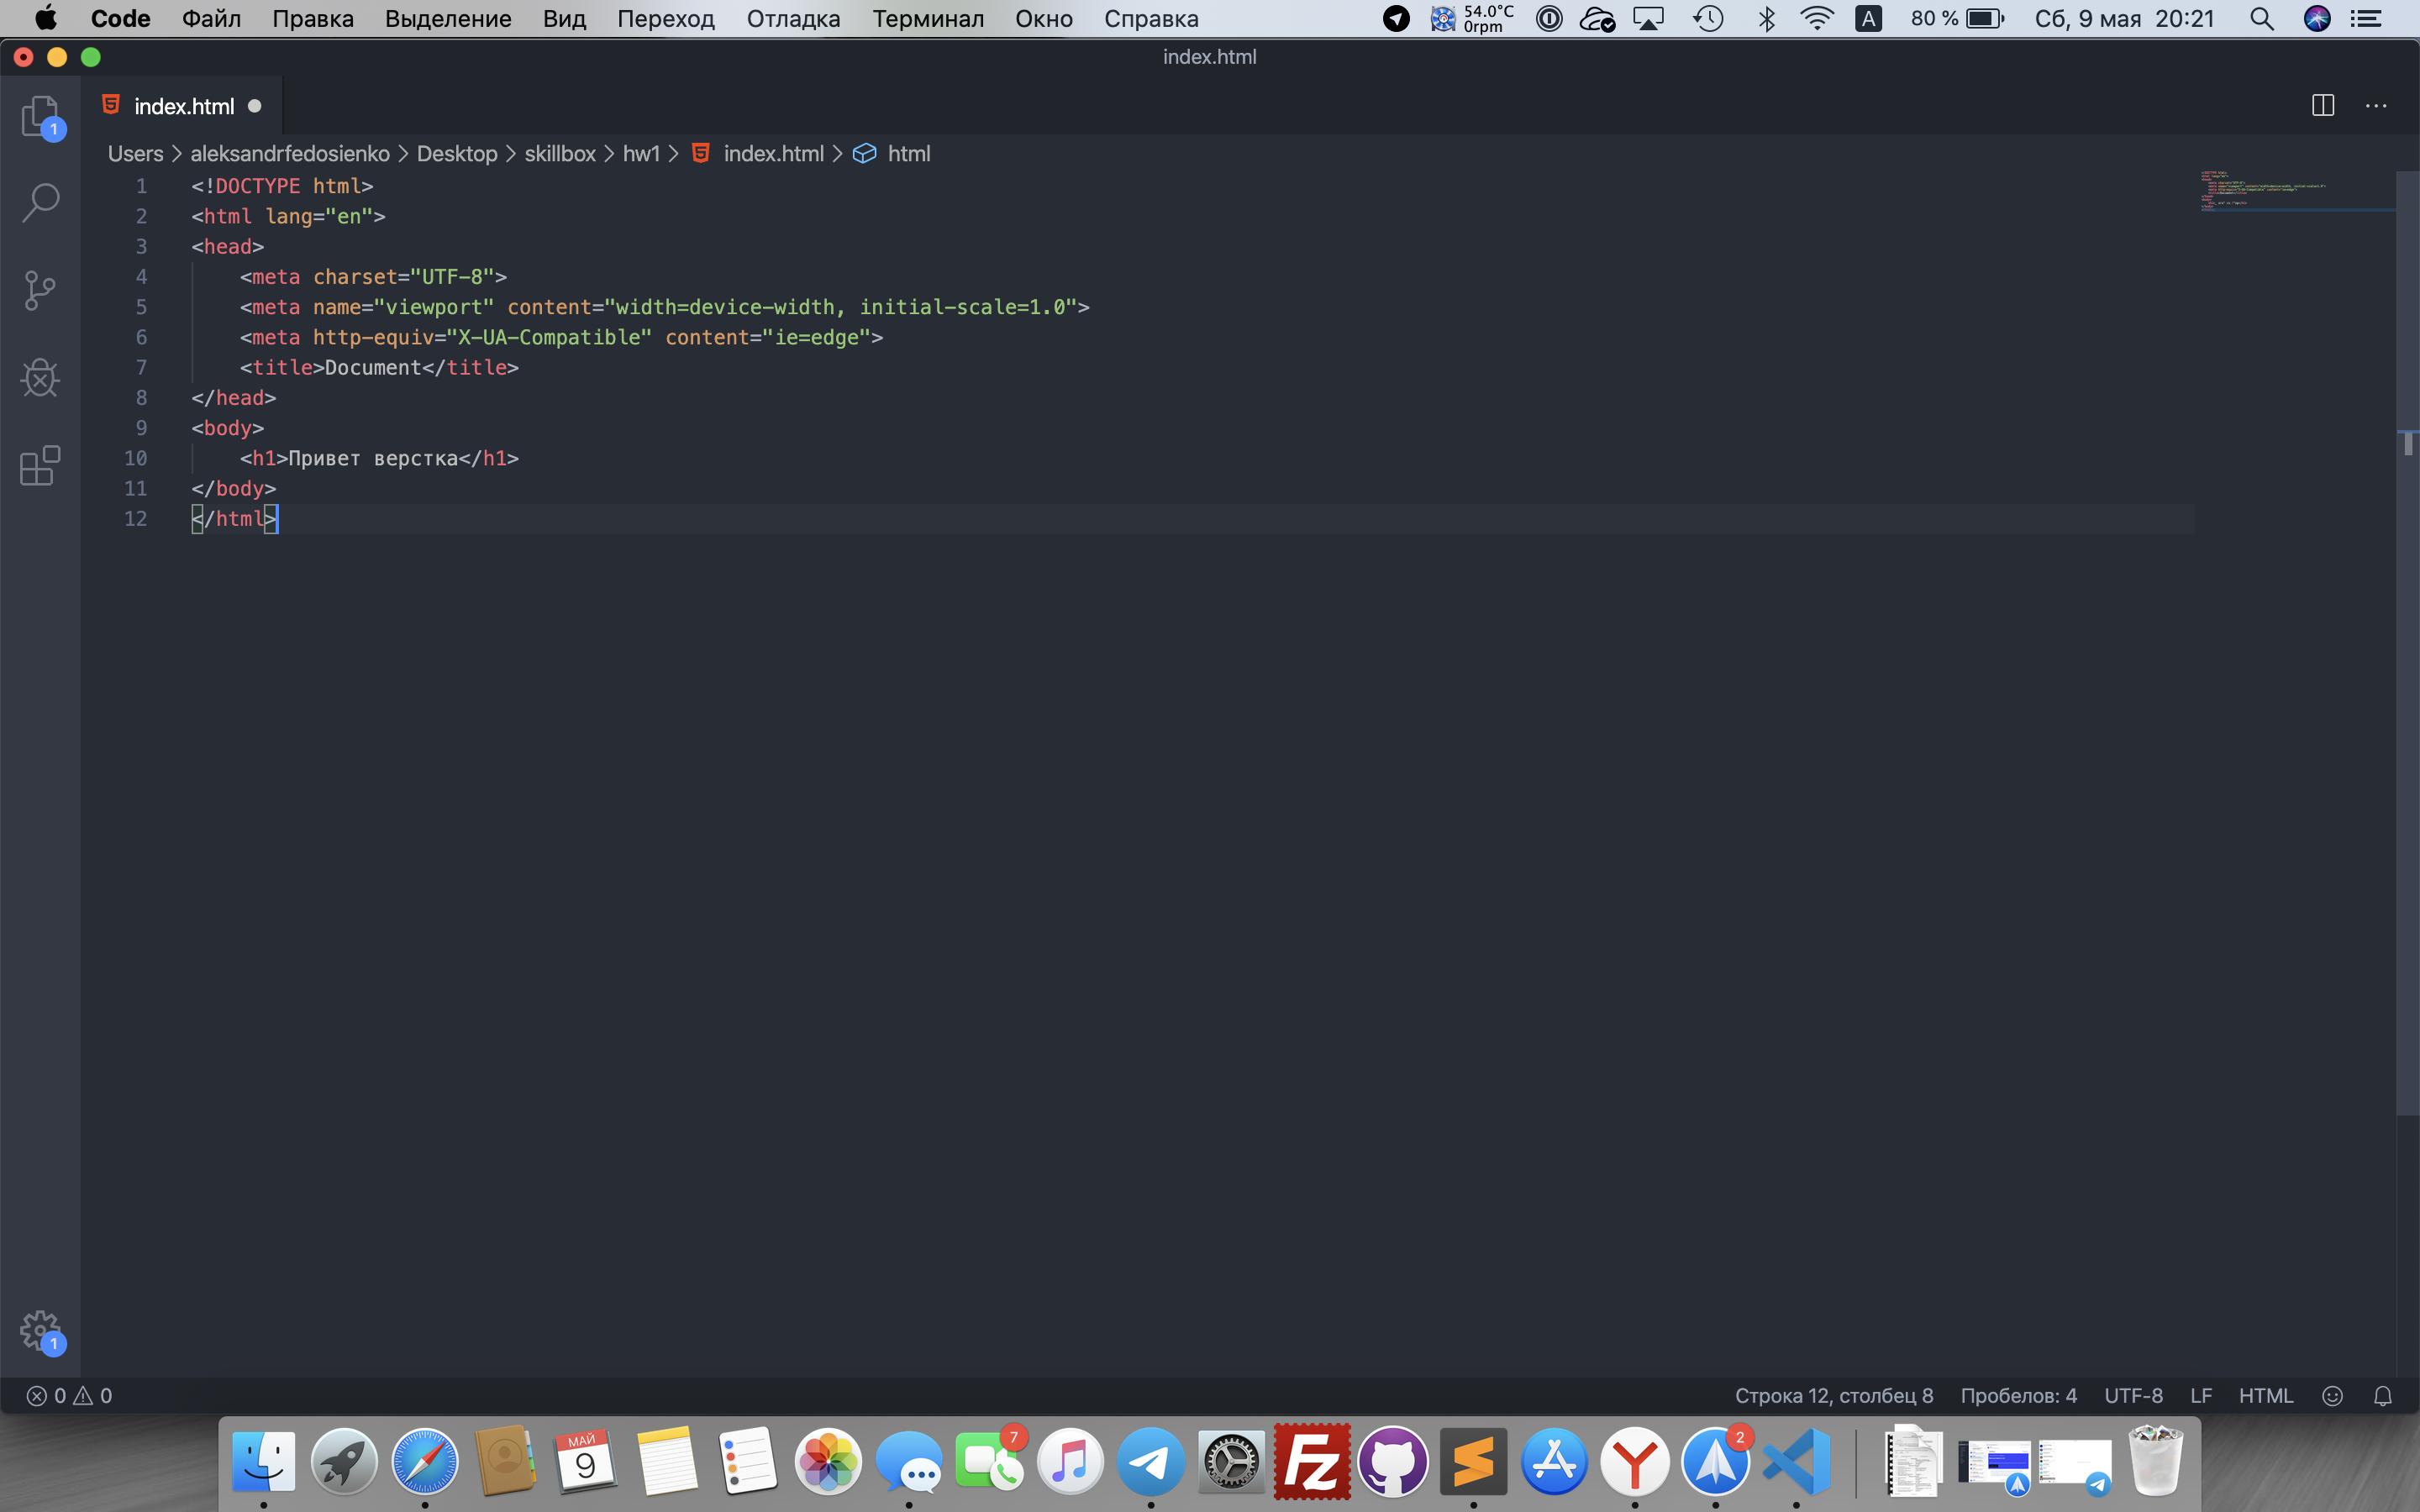 Code Файл Правка Выделение Вид Переход Отладка Терминал Окно Справка 54.0°C 0rpm A 80 % Сб, 9 мая 20:21
index.html
1
index.html
Users > aleksandrfedosienko > Desktop > skillbox > hw1 > index.html > html
1 <!DOCTYPE html>
2 <html lang="en">
3 <head>
4 <meta charset="UTF-8">
5 <meta name="viewport" content="width=device-width, initial-scale=1.0">
6 <meta http-equiv="X-UA-Compatible" content="ie=edge">
7 <title>Document</title>
8 </head>
9 <body>
10 <h1>Привет верстка</h1>
11 </body>
12 </html>
1
0 0 Строка 12, столбец 8 Пробелов: 4 UTF-8 LF HTML
МАЙ
9
7
Fz
2